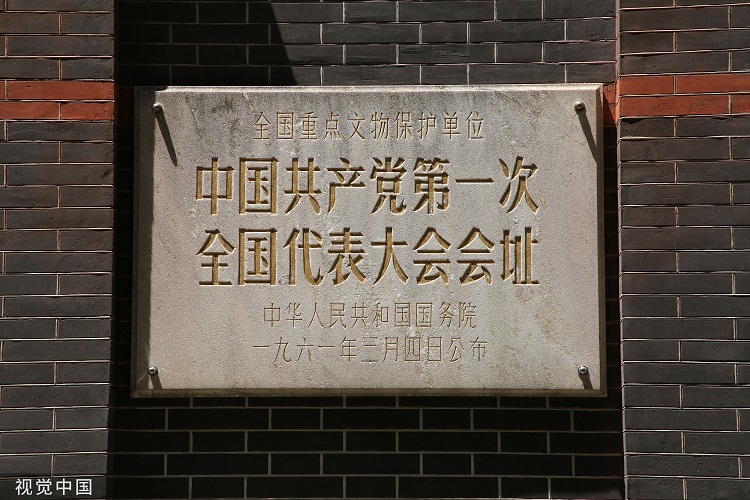 全国重点文物保护单位
中国共产党第一次
全国代表大会会址
中华人民共和国国务院
一九六一年三月四日公布
视觉中国